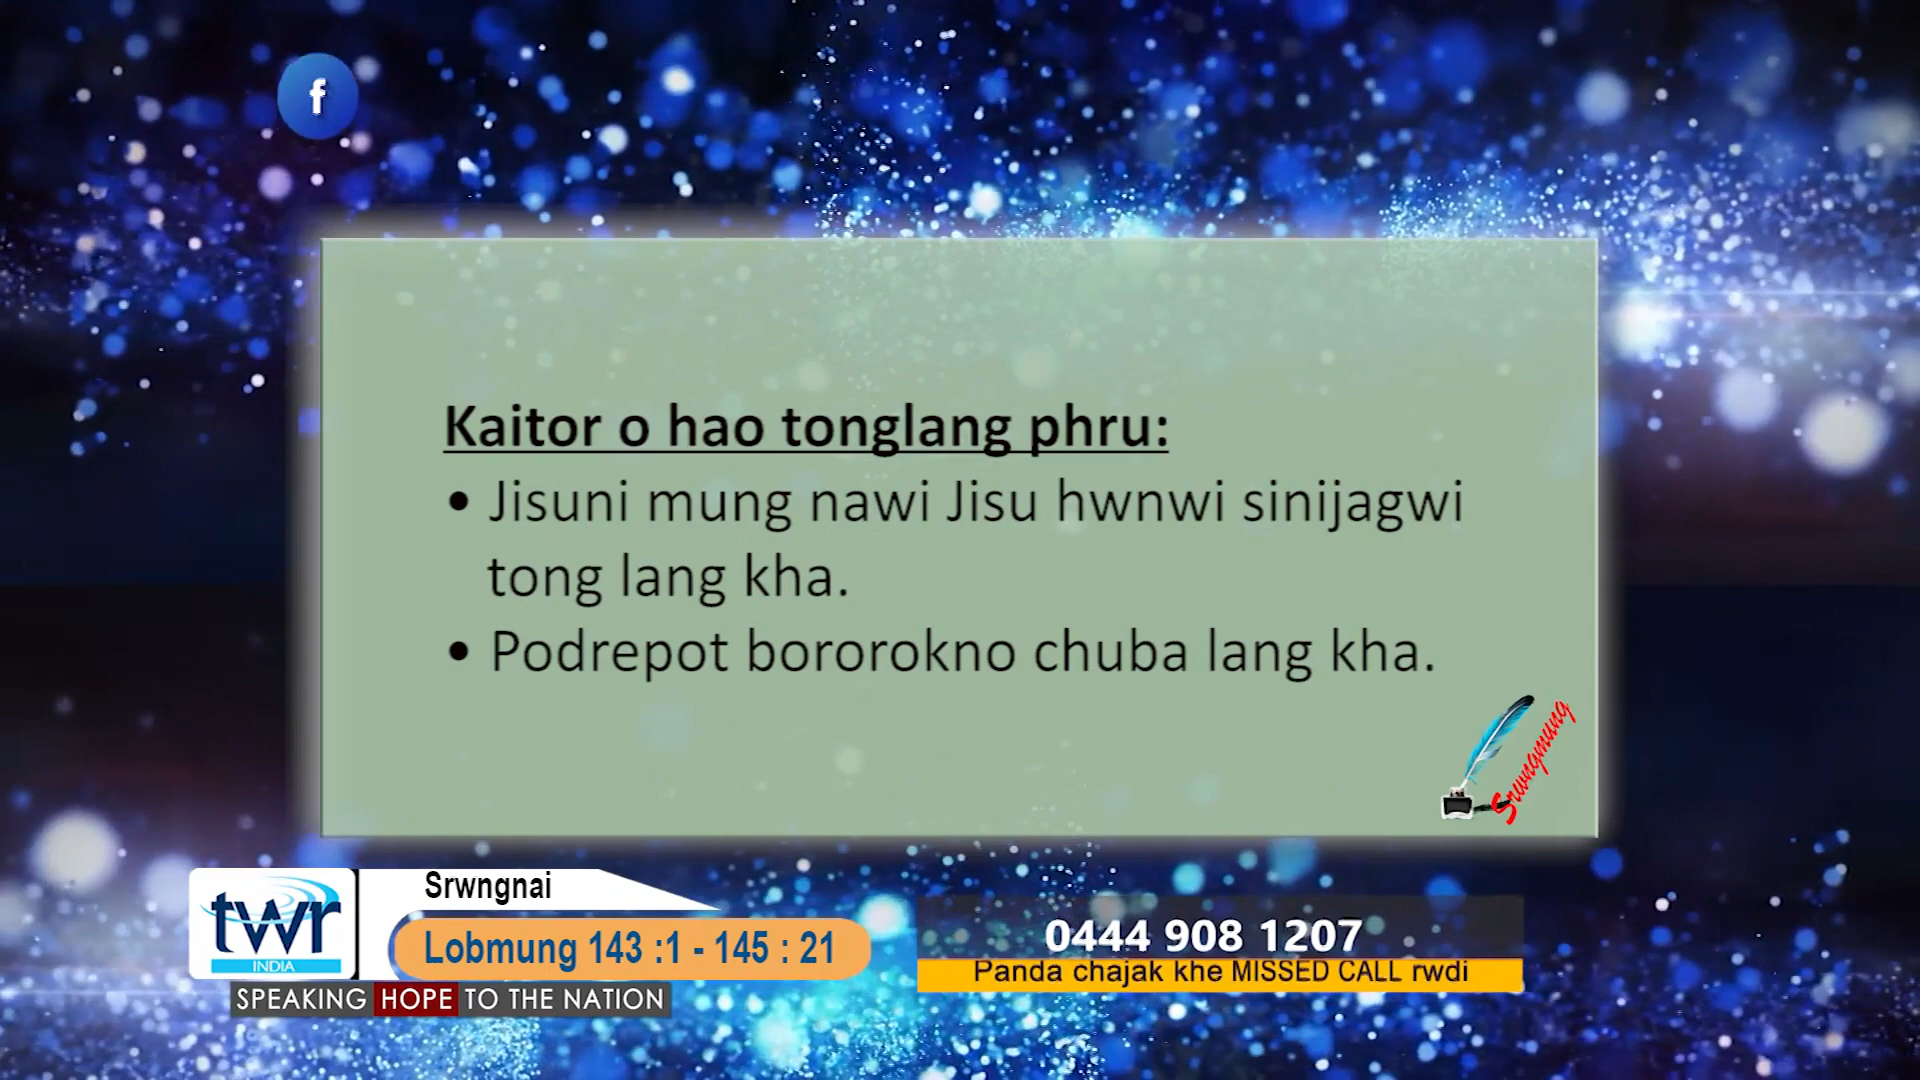 f
Kaitor o hao tonglang phru:
• Jisuni mung nawi Jisu hwnwi sinijagwi
tong lang kha.
• Podrepot bororokno chuba lang kha.
Srwngmung
twr
INDIA
Srwngnai
Lobmung 143 :1 - 145 : 21
SPEAKING HOPE TO THE NATION
0444 908 1207
Panda chajak khe MISSED CALL rwdi